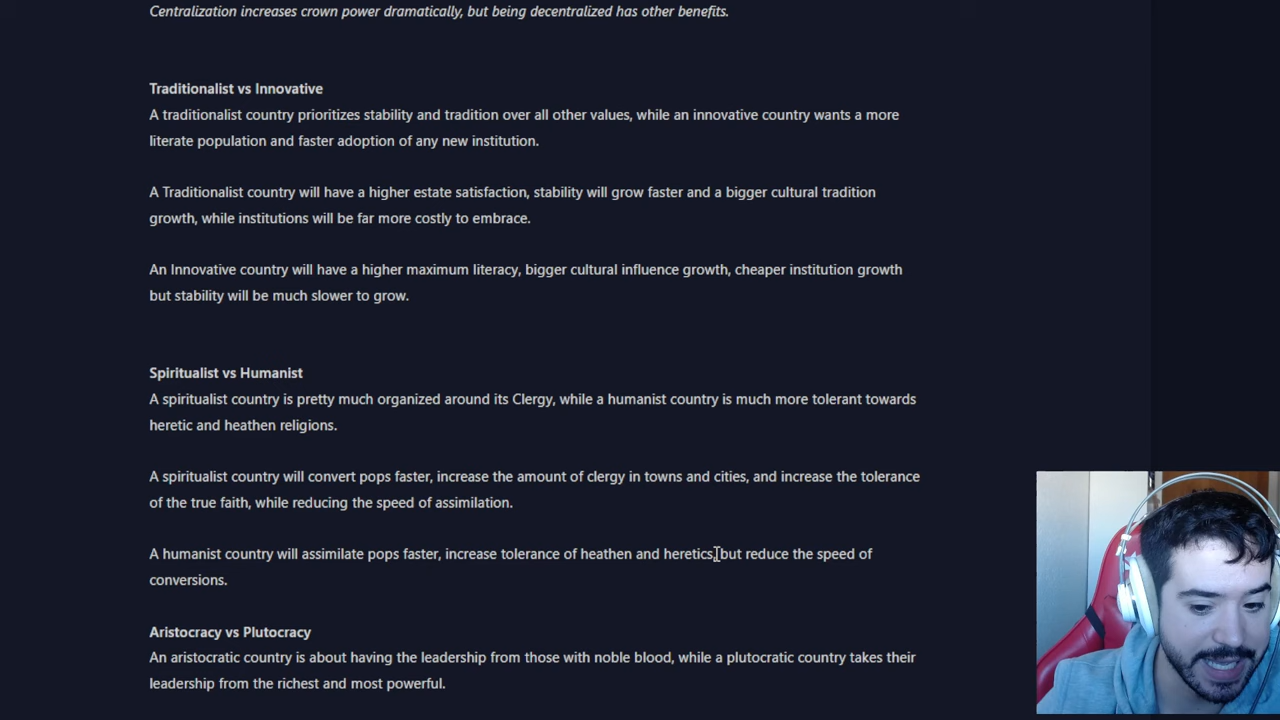 Centralization increases crown power dramatically, but being decentralized has other benefits.
Traditionalist vs Innovative
A traditionalist country prioritizes stability and tradition over all other values, while an innovative country wants a more
literate population and faster adoption of any new institution.
A Traditionalist country will have a higher estate satisfaction, stability will grow faster and a bigger cultural tradition
growth, while institutions will be far more costly to embrace.
An Innovative country will have a higher maximum literacy, bigger cultural influence growth, cheaper institution growth
but stability will be much slower to grow.
Spiritualist vs Humanist
A spiritualist country is pretty much organized around its Clergy, while a humanist country is much more tolerant towards
heretic and heathen religions.
A spiritualist country will convert pops faster, increase the amount of clergy in towns and cities, and increase the tolerance
of the true faith, while reducing the speed of assimilation.
A humanist country will assimilate pops faster, increase tolerance of heathen and heretics, but reduce the speed of
conversions.
Aristocracy vs Plutocracy
An aristocratic country is about having the leadership from those with noble blood, while a plutocratic country takes their
leadership from the richest and most powerful.